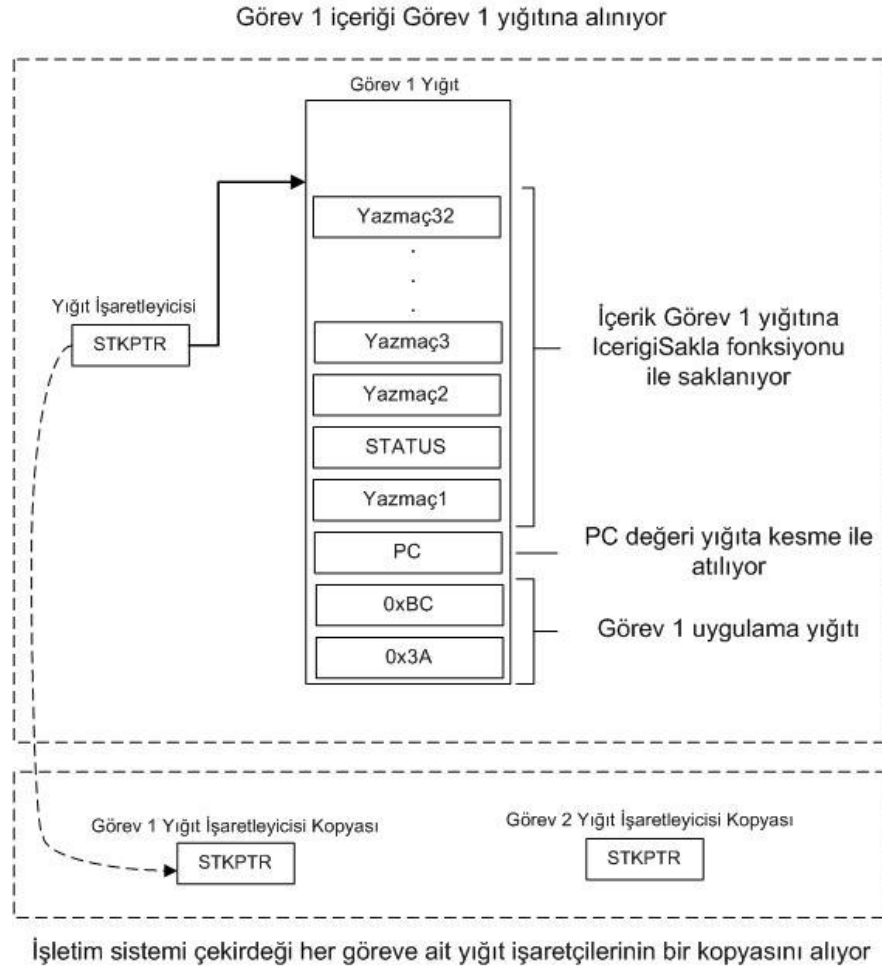 Görev 1 içeriği Görev 1 yığıtına alınıyor
Görev 1 Yığıt
Yazmaç32
.
.
.
Yığıt İşaretleyicisi
STKPTR
Yazmaç3
Yazmaç2
STATUS
Yazmaç1
PC
0xBC
0x3A
İçerik Görev 1 yığıtına
IcerigiSakla fonksiyonu
ile saklanıyor
PC değeri yığıta kesme ile
atılıyor
Görev 1 uygulama yığıtı
Görev 1 Yığıt İşaretleyicisi Kopyası
STKPTR
Görev 2 Yığıt İşaretleyicisi Kopyası
STKPTR
İşletim sistemi çekirdeği her göreve ait yığıt işaretçilerinin bir kopyasını alıyor